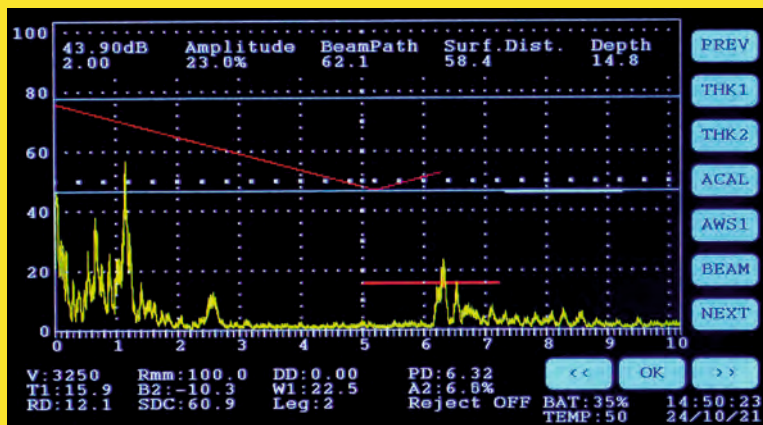 100
43.90dB Amplitude BeamPath Surf.Dist. Depth
2.00 23.0% 62.1 58.4 14.8
80
60
40
20
0
0 1 2 3 4 5 6 7 8 9 10
PREV
THK1
THK2
ACAL
AWS1
BEAM
NEXT
<< OK >>
V:3250 Rmm:100.0 DD:0.00 PD:6.32
T1:15.9 B2:-10.3 W1:22.5 A2:6.8%
RD:12.1 SDC:60.9 Leg:2 Reject OFF
BAT:35% 14:50:23
TEMP:50 24/10/21